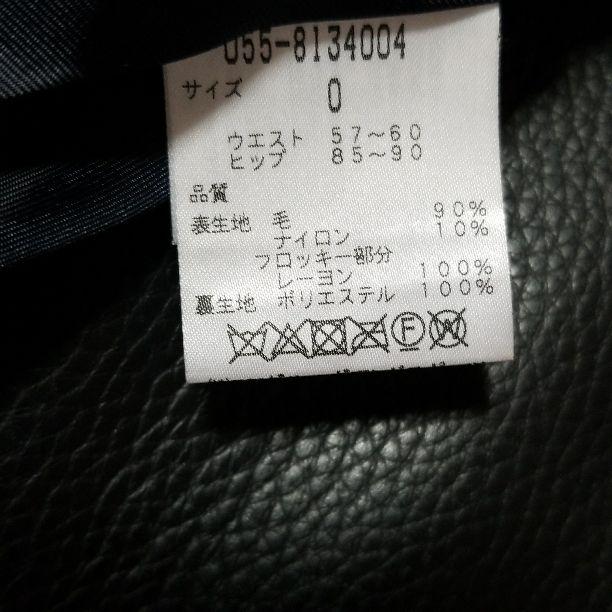 055-8134004
サイズ 0
ウエスト 57~60
ヒップ 85~90
品質
表生地 毛 90%
ナイロン 10%
フロッキー部分
レーヨン 100%
裏生地 ポリエステル 100%
F W